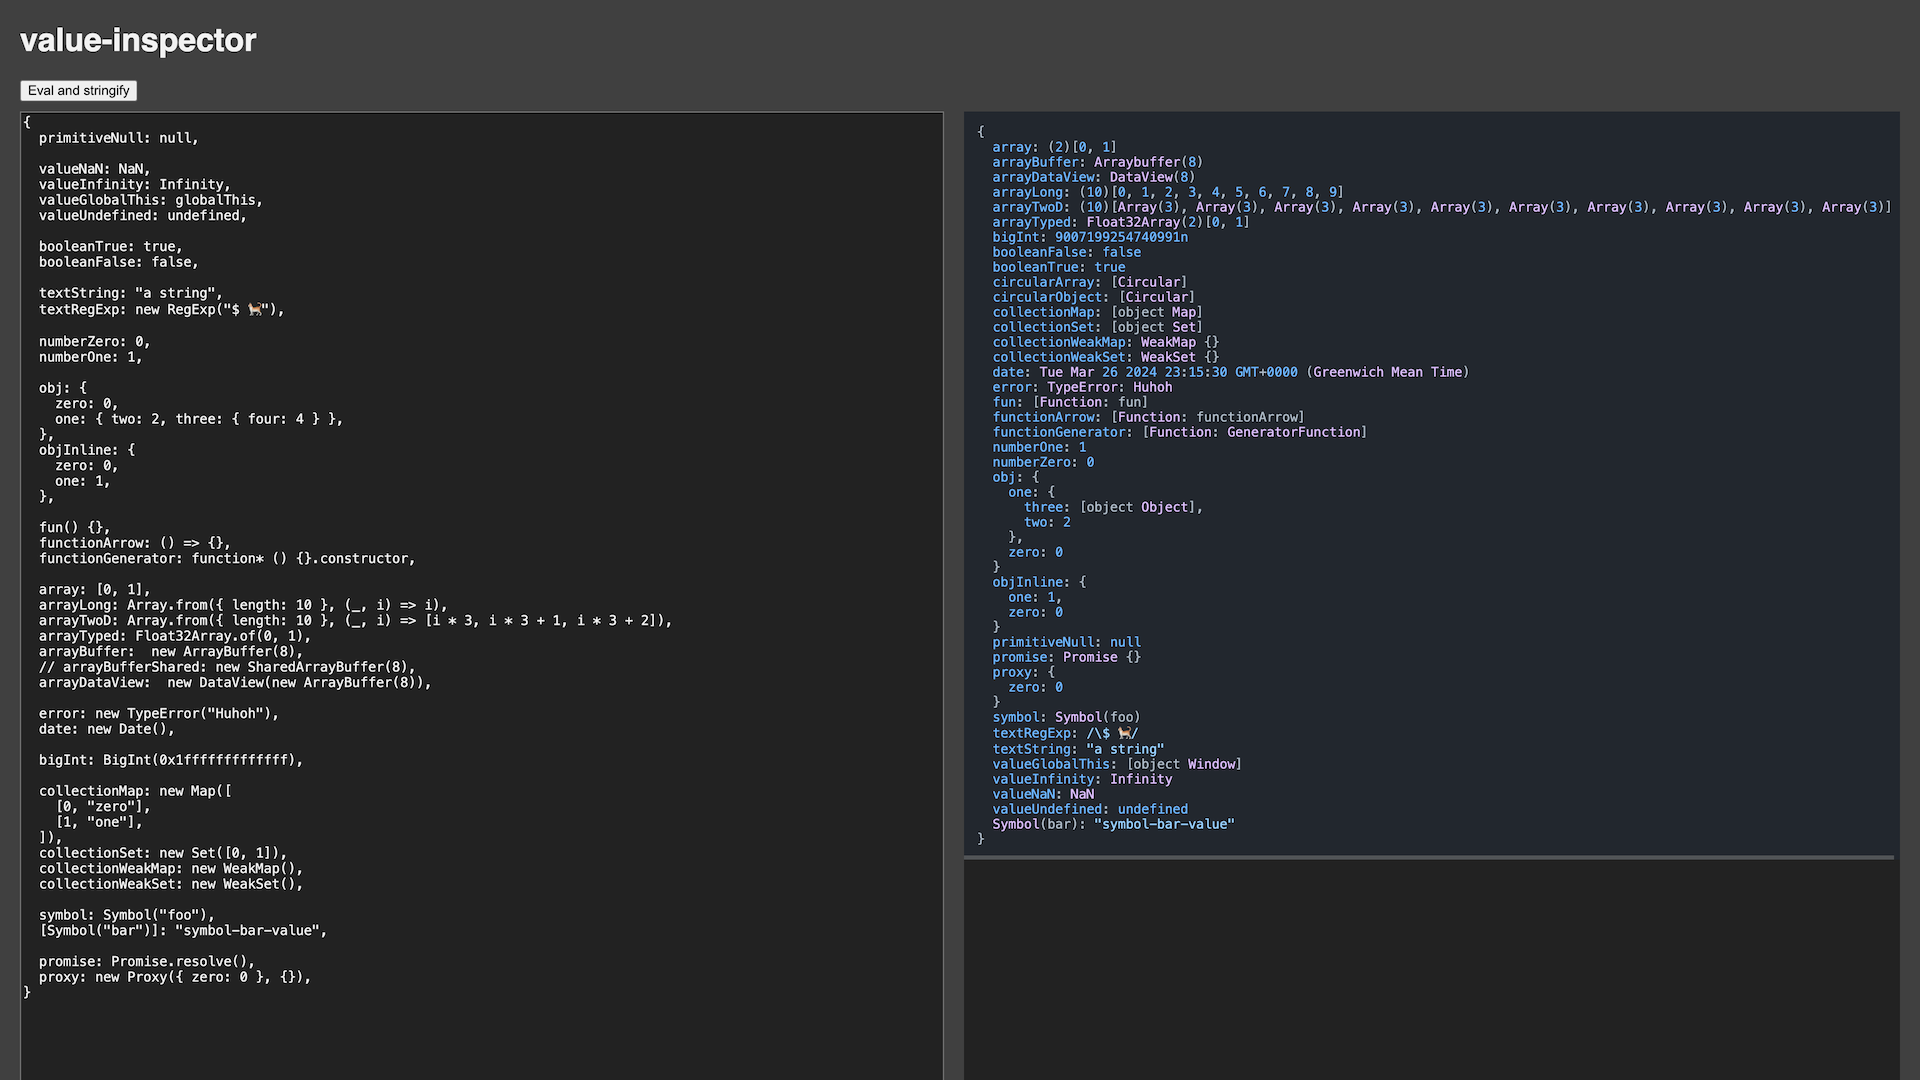 value-inspector
Eval and stringify
{
  primitiveNull: null,

  valueNaN: NaN,
  valueInfinity: Infinity,
  valueGlobalThis: globalThis,
  valueUndefined: undefined,

  booleanTrue: true,
  booleanFalse: false,

  textString: "a string",
  textRegExp: new RegExp("$ 🐈"),

  numberZero: 0,
  numberOne: 1,

  obj: {
    zero: 0,
    one: { two: 2, three: { four: 4 } },
  },
  objInline: {
    zero: 0,
    one: 1,
  },

  fun() {},
  functionArrow: () => {},
  functionGenerator: function* () {}.constructor,

  array: [0, 1],
  arrayLong: Array.from({ length: 10 }, (_, i) => i),
  arrayTwoD: Array.from({ length: 10 }, (_, i) => [i * 3, i * 3 + 1, i * 3 + 2]),
  arrayTyped: Float32Array.of(0, 1),
  arrayBuffer:  new ArrayBuffer(8),
  // arrayBufferShared: new SharedArrayBuffer(8),
  arrayDataView:  new DataView(new ArrayBuffer(8)),

  error: new TypeError("Huhoh"),
  date: new Date(),

  bigInt: BigInt(0x1fffffffffffff),

  collectionMap: new Map([
    [0, "zero"],
    [1, "one"],
  ]),
  collectionSet: new Set([0, 1]),
  collectionWeakMap: new WeakMap(),
  collectionWeakSet: new WeakSet(),

  symbol: Symbol("foo"),
  [Symbol("bar")]: "symbol-bar-value",

  promise: Promise.resolve(),
  proxy: new Proxy({ zero: 0 }, {}),
}
{
  array: (2)[0, 1]
  arrayBuffer: Arraybuffer(8)
  arrayDataView: DataView(8)
  arrayLong: (10)[0, 1, 2, 3, 4, 5, 6, 7, 8, 9]
  arrayTwoD: (10)[Array(3), Array(3), Array(3), Array(3), Array(3), Array(3), Array(3), Array(3), Array(3), Array(3)]
  arrayTyped: Float32Array(2)[0, 1]
  bigInt: 9007199254740991n
  booleanFalse: false
  booleanTrue: true
  circularArray: [Circular]
  circularObject: [Circular]
  collectionMap: [object Map]
  collectionSet: [object Set]
  collectionWeakMap: WeakMap {}
  collectionWeakSet: WeakSet {}
  date: Tue Mar 26 2024 23:15:30 GMT+0000 (Greenwich Mean Time)
  error: TypeError: Huhoh
  fun: [Function: fun]
  functionArrow: [Function: functionArrow]
  functionGenerator: [Function: GeneratorFunction]
  numberOne: 1
  numberZero: 0
  obj: {
    one: {
      three: [object Object],
      two: 2
    },
    zero: 0
  }
  objInline: {
    one: 1,
    zero: 0
  }
  primitiveNull: null
  promise: Promise {}
  proxy: {
    zero: 0
  }
  symbol: Symbol(foo)
  textRegExp: /\$ 🐈/
  textString: "a string"
  valueGlobalThis: [object Window]
  valueInfinity: Infinity
  valueNaN: NaN
  valueUndefined: undefined
  Symbol(bar): "symbol-bar-value"
}